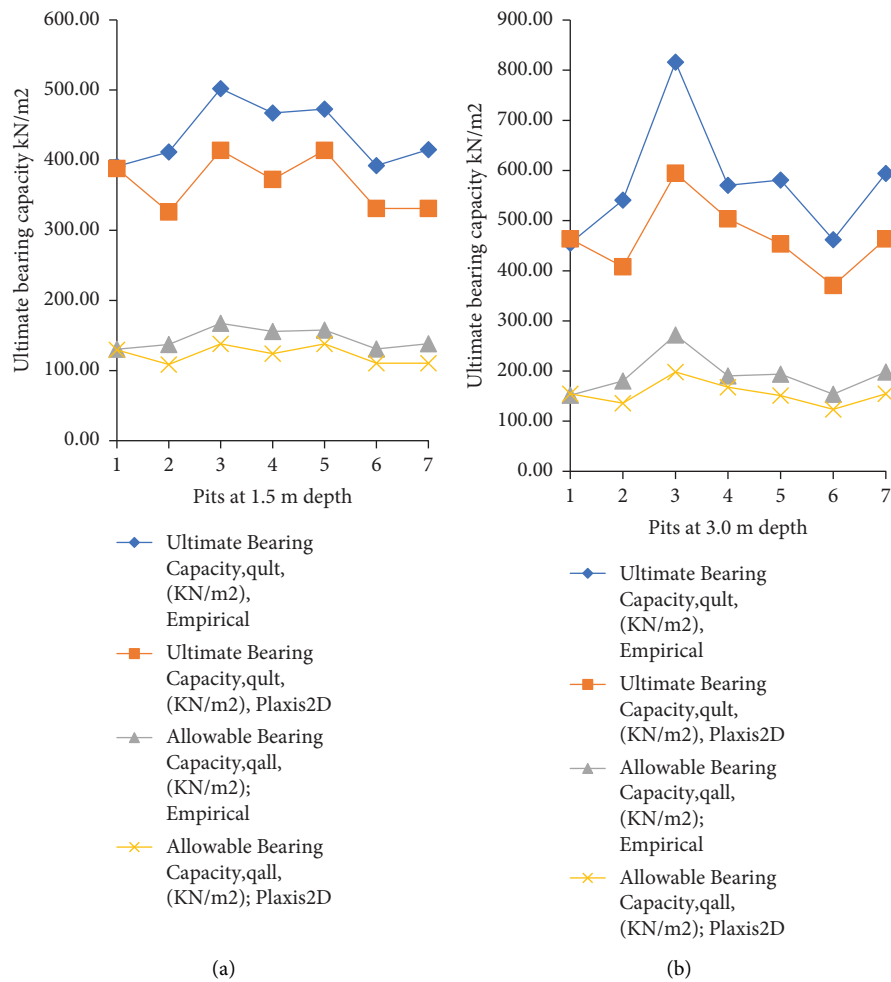 600.00
500.00
400.00
300.00
200.00
100.00
0.00
Ultimate bearing capacity kN/m2
1 2 3 4 5 6 7
Pits at 1.5 m depth
Ultimate Bearing
Capacity,qult,
(KN/m2),
Empirical
Ultimate Bearing
Capacity,qult,
(KN/m2), Plaxis2D
Allowable Bearing
Capacity,qall,
(KN/m2);
Empirical
Allowable Bearing
Capacity,qall,
(KN/m2); Plaxis2D
(a)
900.00
800.00
700.00
600.00
500.00
400.00
300.00
200.00
100.00
0.00
Ultimate bearing capacity kN/m2
1 2 3 4 5 6 7
Pits at 3.0 m depth
Ultimate Bearing
Capacity,qult,
(KN/m2),
Empirical
Ultimate Bearing
Capacity,qult,
(KN/m2), Plaxis2D
Allowable Bearing
Capacity,qall,
(KN/m2);
Empirical
Allowable Bearing
Capacity,qall,
(KN/m2); Plaxis2D
(b)